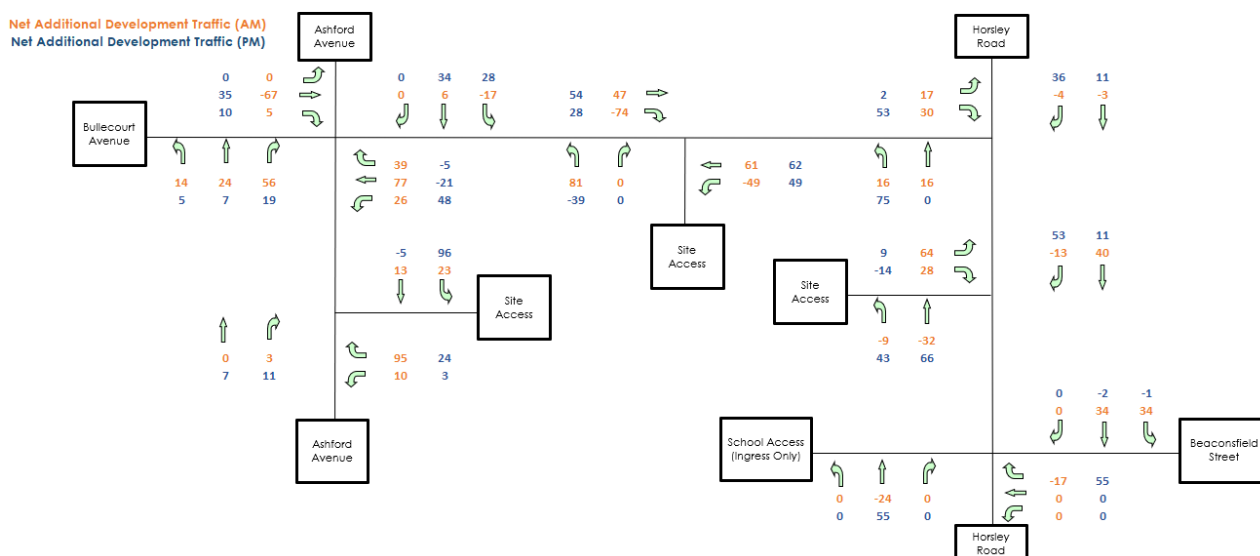 Net Additional Development Traffic (AM)
Net Additional Development Traffic (PM)
Ashford
Avenue
Horsley
Road
0 0
35 -67
10 5
0 34 28
0 6 -17
54 47
28 -74
2 17
53 30
36 11
-4 -3
Bullecourt
Avenue
14 24 56
5 7 19
39 -5
77 -21
26 48
81 0
-39 0
61 62
-49 49
16 16
75 0
Site
Access
-5 96
13 23
Site
Access
9 64
-14 28
Site
Access
53 11
-13 40
0 3
7 11
95 24
10 3
-9 -32
43 66
Ashford
Avenue
School Access
(Ingress Only)
0 -2 -1
0 34 34
Beaconsfield
Street
0 -24 0
0 55 0
-17 55
0 0
0 0
Horsley
Road